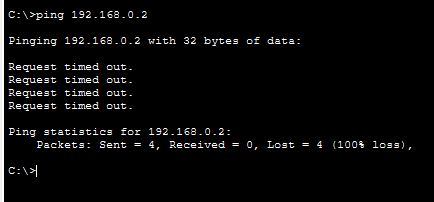 C:\>ping 192.168.0.2
Pinging 192.168.0.2 with 32 bytes of data:
Request timed out.
Request timed out.
Request timed out.
Request timed out.
Ping statistics for 192.168.0.2:
    Packets: Sent = 4, Received = 0, Lost = 4 (100% loss),
C:\>